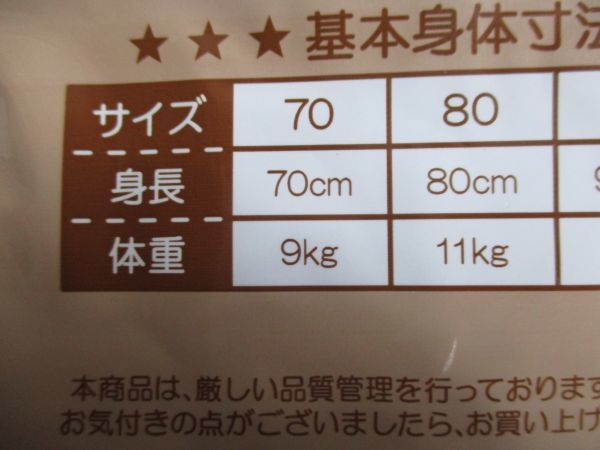 ★★★基本身体寸法
サイズ 70 80
身長 70cm 80cm 9
体重 9kg 11kg
本商品は、厳しい品質管理を行っております
お気付きの点がございましたら、お買い上げ